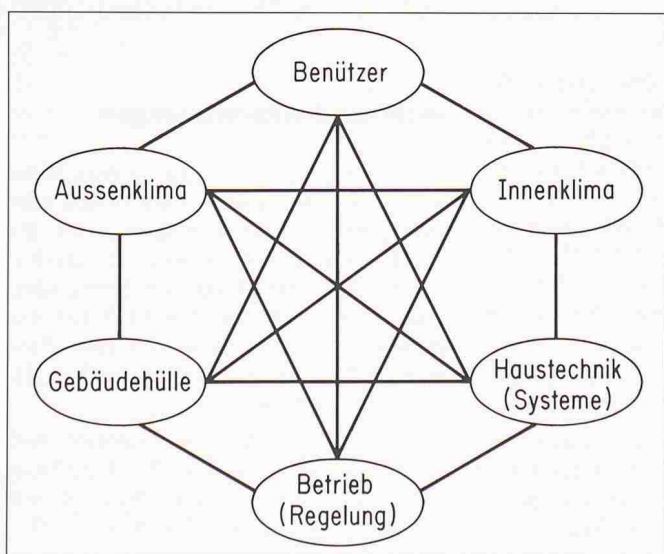 Benützer
Aussenklima
Innenklima
Gebäudehülle
Haustechnik
(Systeme)
Betrieb
(Regelung)